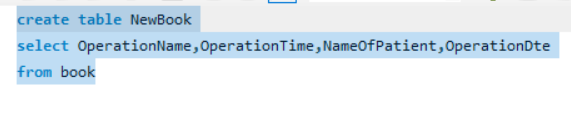 create table NewBook
select OperationName,OperationTime,NameOfPatient,OperationDte
from book